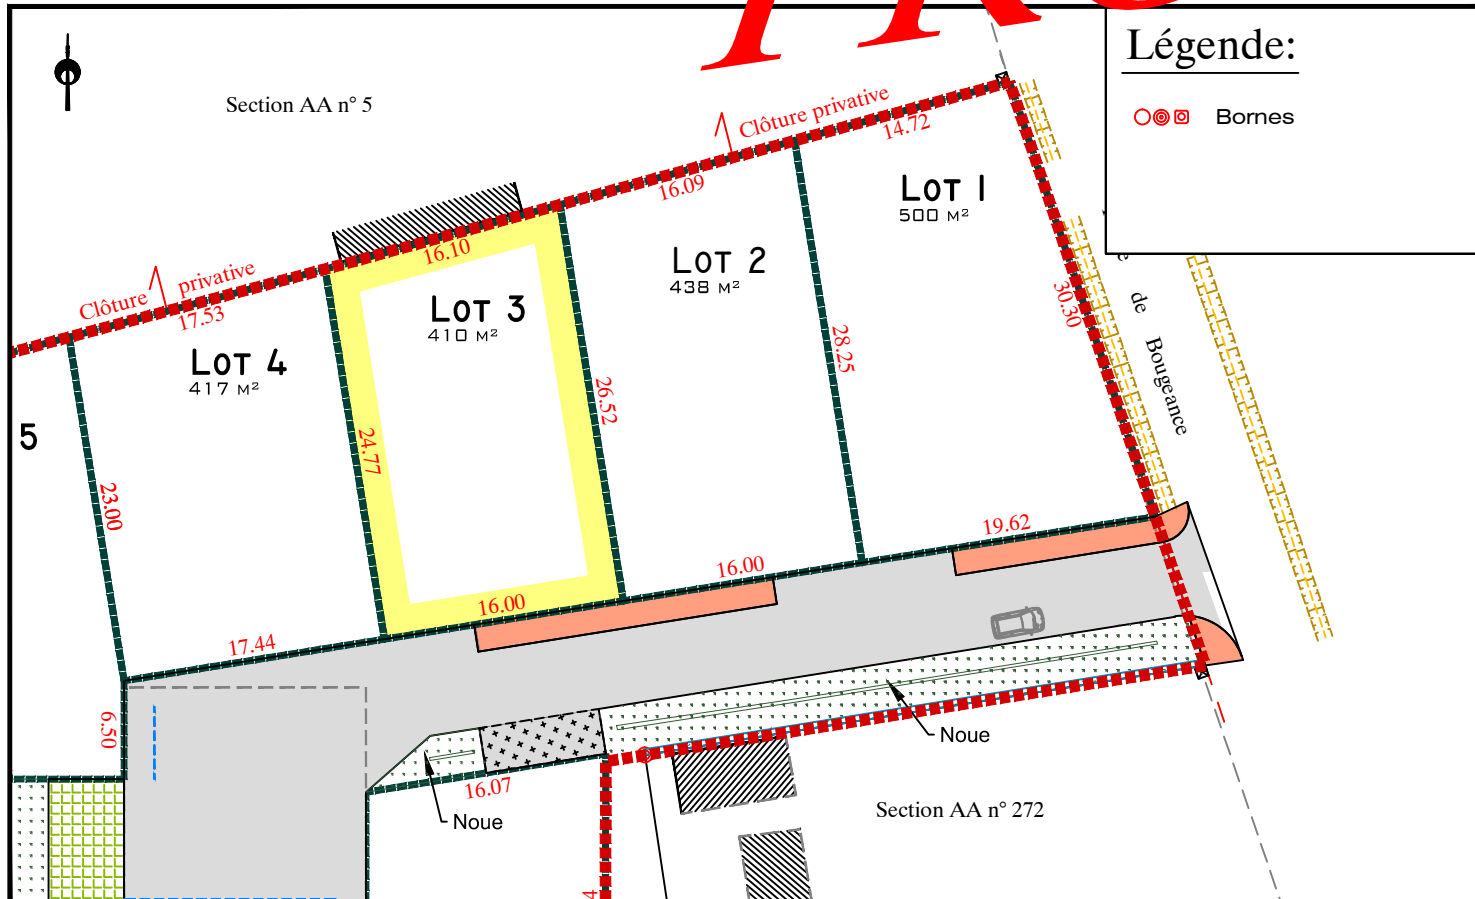 Légende:
Bornes
Section AA n° 5
Clôture privative
14.72
16.09
LOT 1
500 M²
16.10
LOT 2
438 M²
Clôture privative
17.53
LOT 3
410 M²
LOT 4
417 M²
30.30
de Bougeance
28.25
26.52
24.77
23.00
5
19.62
16.00
16.00
17.44
6.50
16.07
Noue
Noue
Section AA n° 272